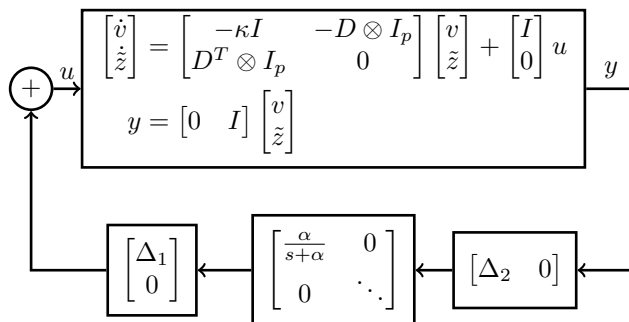 [v̇; z̃̇] = [−κI −D ⊗ I_p; D^T ⊗ I_p 0] [v; z̃] + [I; 0] u
y = [0 I] [v; z̃]
+ u y
[Δ_1; 0] [α/(s+α) 0; 0 ⋱] [Δ_2 0]